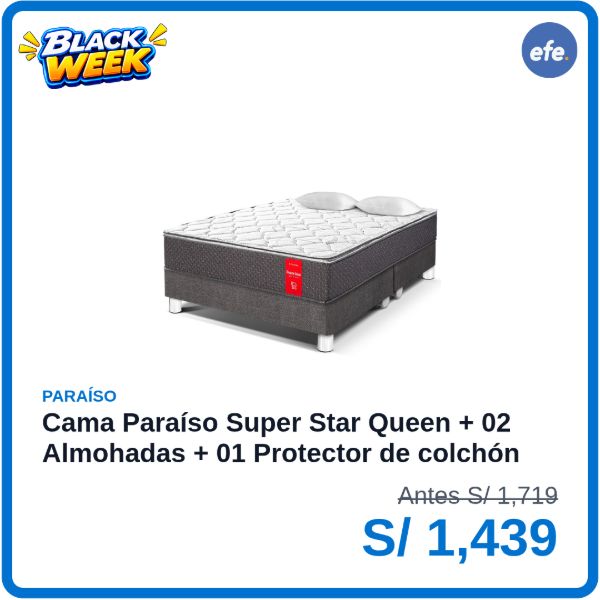 BLACK
WEEK
efe.
PARAÍSO
Cama Paraíso Super Star Queen + 02
Almohadas + 01 Protector de colchón
Antes S/ 1,719
S/ 1,439